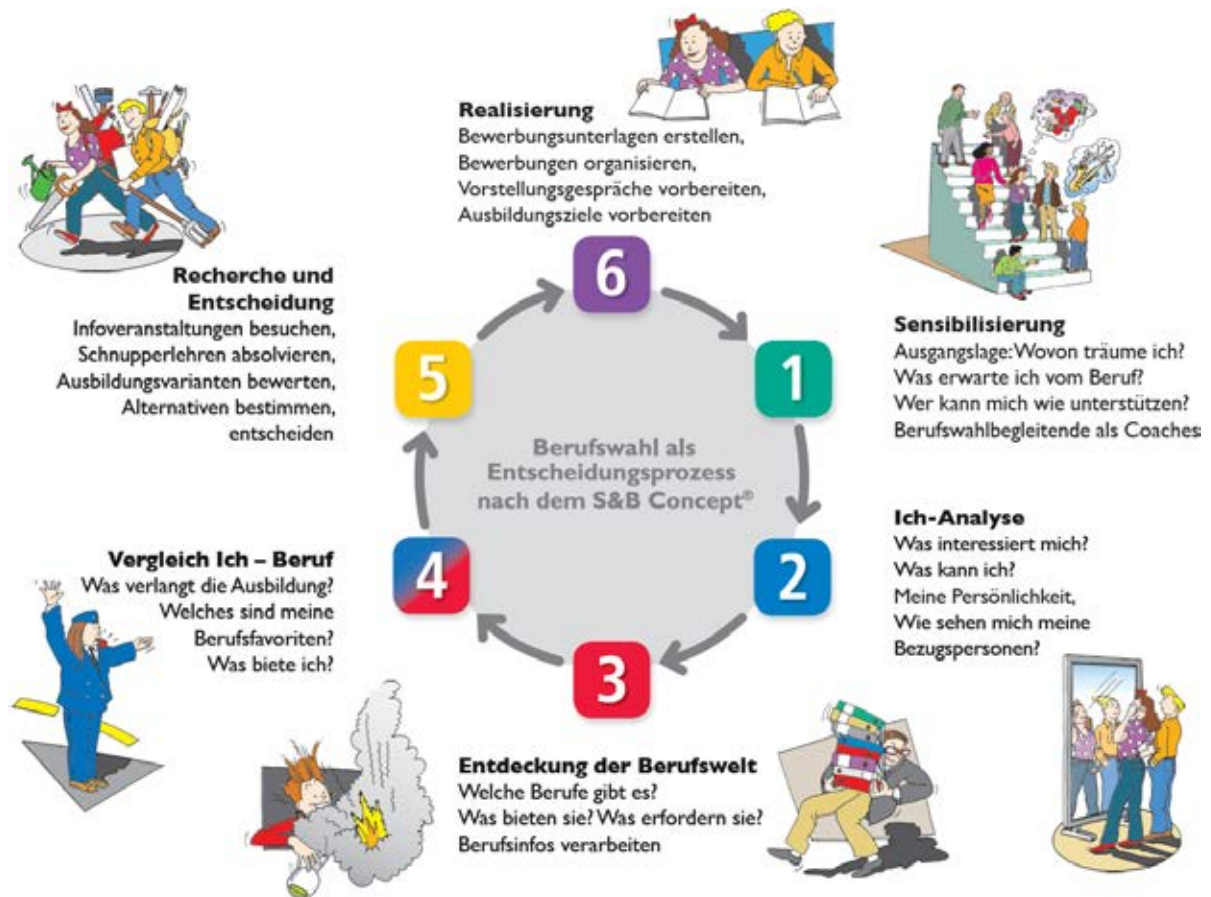 Realisierung
Bewerbungsunterlagen erstellen,
Bewerbungen organisieren,
Vorstellungsgespräche vorbereiten,
Ausbildungsziele vorbereiten
6
Recherche und
Entscheidung
Infoveranstaltungen besuchen,
Schnupperlehren absolvieren,
Ausbildungsvarianten bewerten,
Alternativen bestimmen,
entscheiden
5
1
Sensibilisierung
Ausgangslage: Wovon träume ich?
Was erwarte ich vom Beruf?
Wer kann mich wie unterstützen?
Berufswahlbegleitende als Coaches
Berufswahl als
Entscheidungsprozess
nach dem S&B Concept®
Vergleich Ich – Beruf
Was verlangt die Ausbildung?
Welches sind meine
Berufsfavoriten?
Was biete ich?
4
2
Ich-Analyse
Was interessiert mich?
Was kann ich?
Meine Persönlichkeit,
Wie sehen mich meine
Bezugspersonen?
3
Entdeckung der Berufswelt
Welche Berufe gibt es?
Was bieten sie? Was erfordern sie?
Berufsinfos verarbeiten